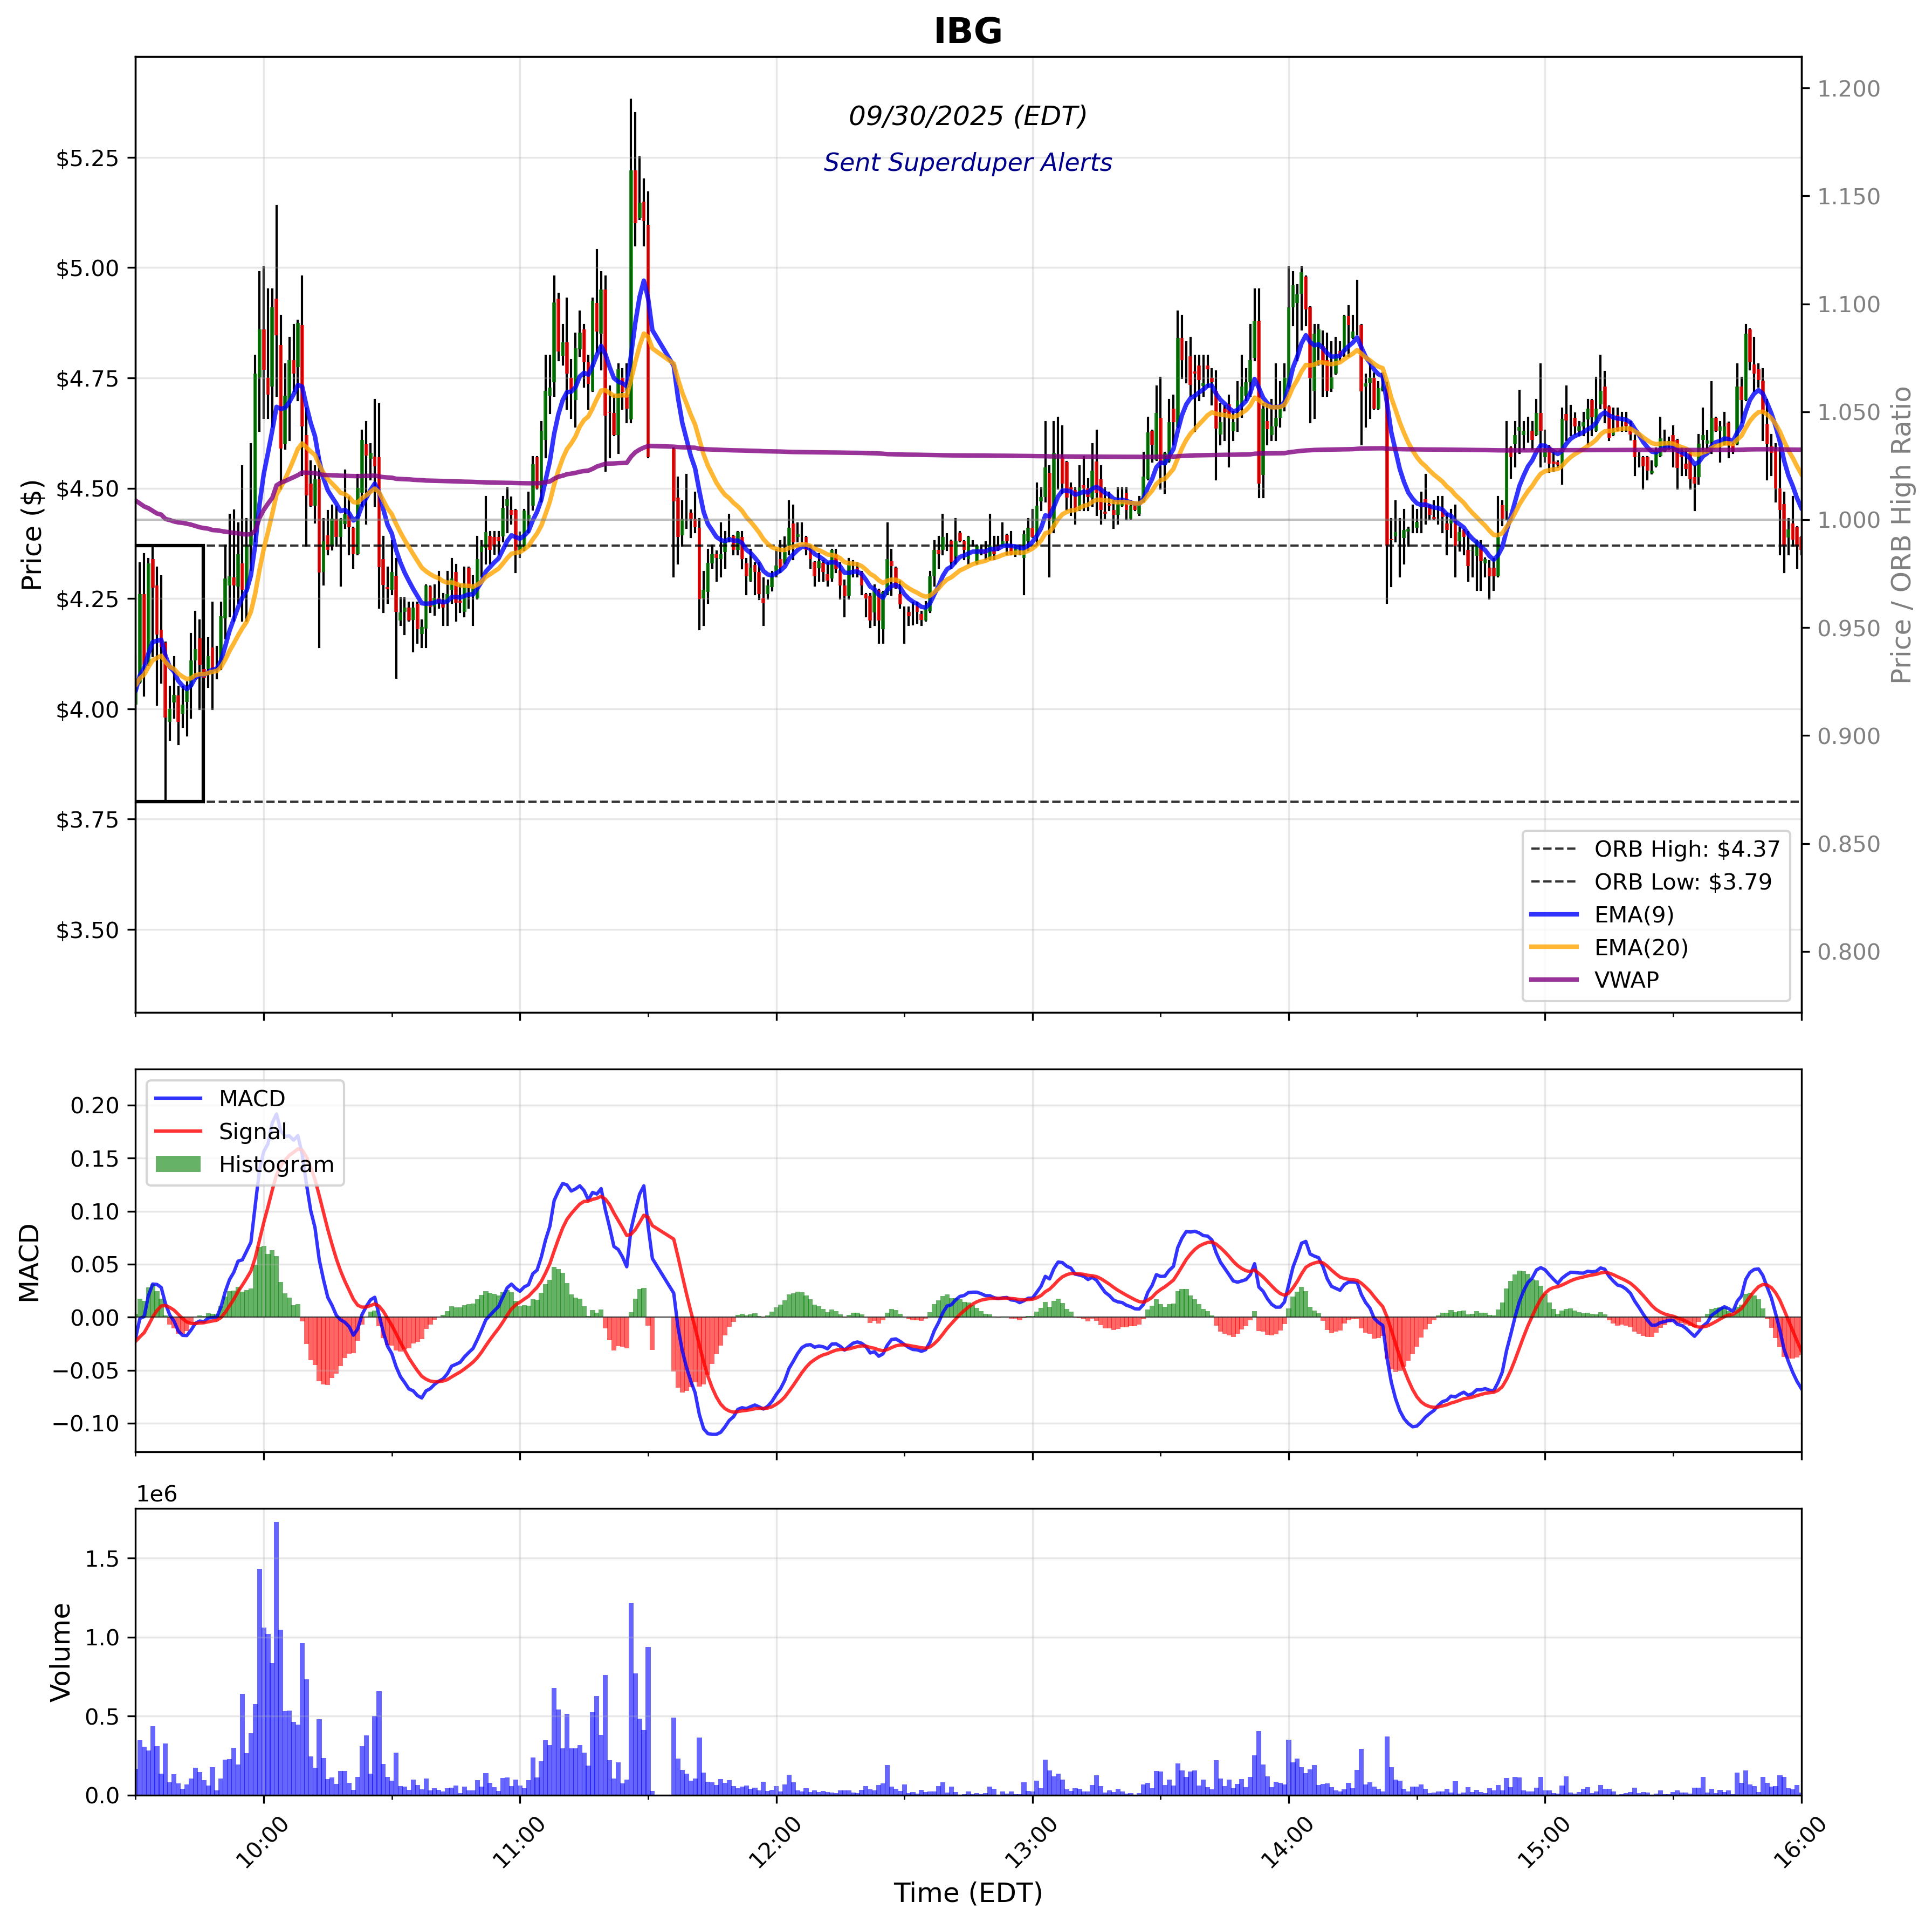 IBG
09/30/2025 (EDT)
Sent Superduper Alerts
Price ($)
$5.25
$5.00
$4.75
$4.50
$4.25
$4.00
$3.75
$3.50
1.200
1.150
1.100
1.050
1.000
0.950
0.900
0.850
0.800
Price / ORB High Ratio
ORB High: $4.37
ORB Low: $3.79
EMA(9)
EMA(20)
VWAP
MACD
0.20
0.15
0.10
0.05
0.00
−0.05
−0.10
MACD
Signal
Histogram
1e6
Volume
1.5
1.0
0.5
0.0
10:00
11:00
12:00
13:00
14:00
15:00
16:00
Time (EDT)